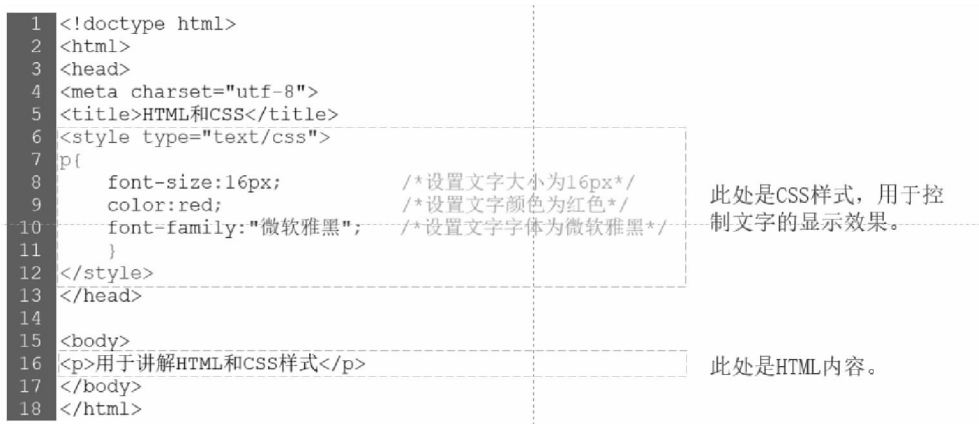 1 <!doctype html>
2 <html>
3 <head>
4 <meta charset="utf-8">
5 <title>HTML和CSS</title>
6 <style type="text/css">
7 p{
8 font-size:16px; /*设置文字大小为16px*/
9 color:red; /*设置文字颜色为红色*/
10 font-family:"微软雅黑"; /*设置文字字体为微软雅黑*/
11 }
12 </style>
13 </head>
14
15 <body>
16 <p>用于讲解HTML和CSS样式</p>
17 </body>
18 </html>
此处是CSS样式，用于控
制文字的显示效果。
此处是HTML内容。